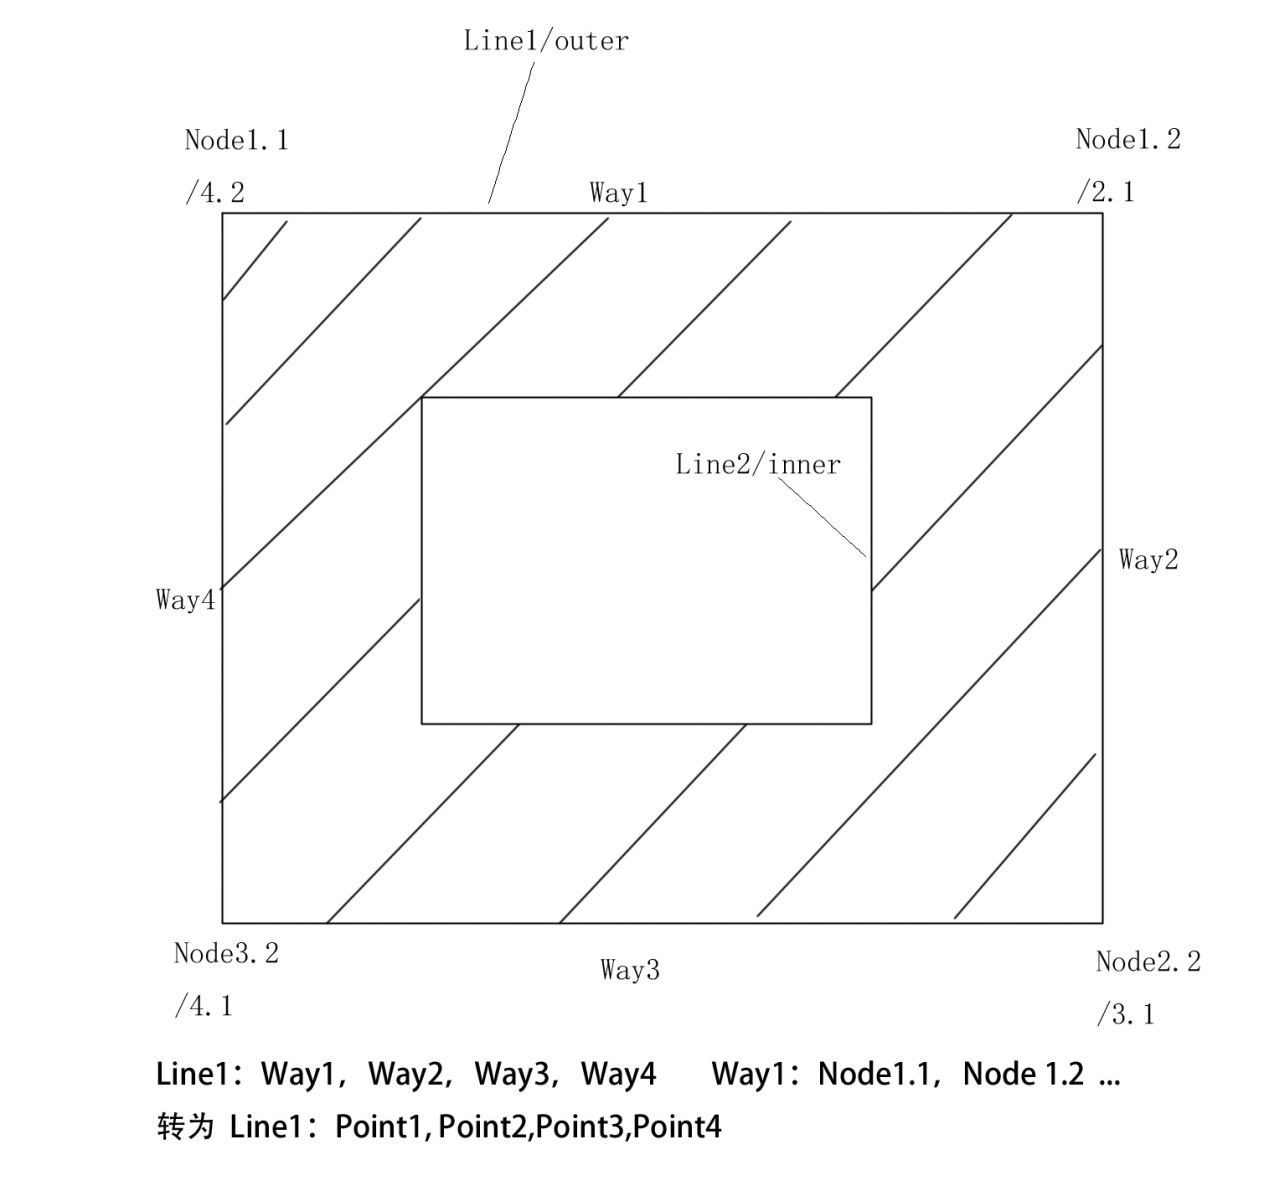 Line1/outer
Node1.1
/4.2
Way1
Node1.2
/2.1
Line2/inner
Way4
Way2
Node3.2
/4.1
Way3
Node2.2
/3.1
Line1：Way1，Way2，Way3，Way4 Way1：Node1.1，Node 1.2 ...
转为 Line1：Point1, Point2,Point3,Point4